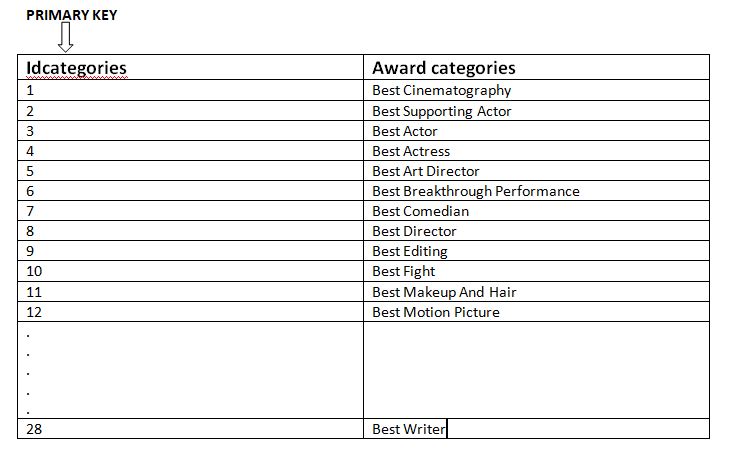 PRIMARY KEY
Idcategories Award categories
1 Best Cinematography
2 Best Supporting Actor
3 Best Actor
4 Best Actress
5 Best Art Director
6 Best Breakthrough Performance
7 Best Comedian
8 Best Director
9 Best Editing
10 Best Fight
11 Best Makeup And Hair
12 Best Motion Picture
.
.
.
.
.
28 Best Writer